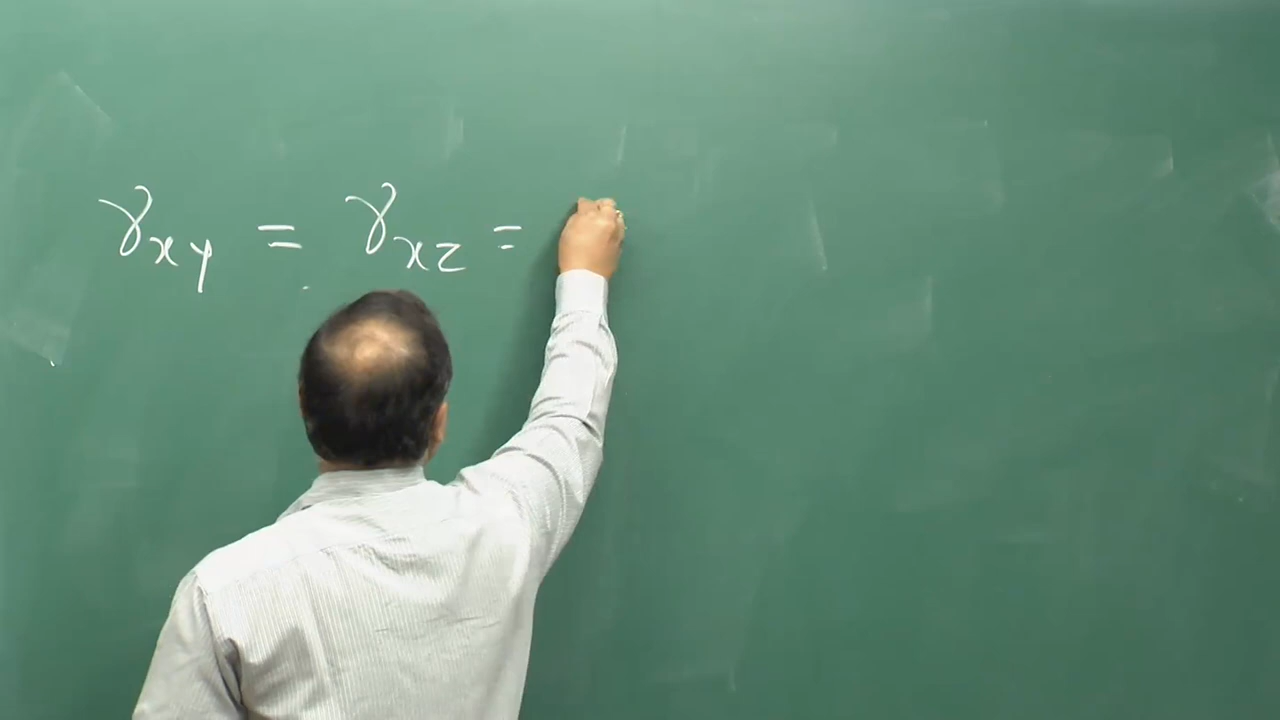 γxy = γxz =